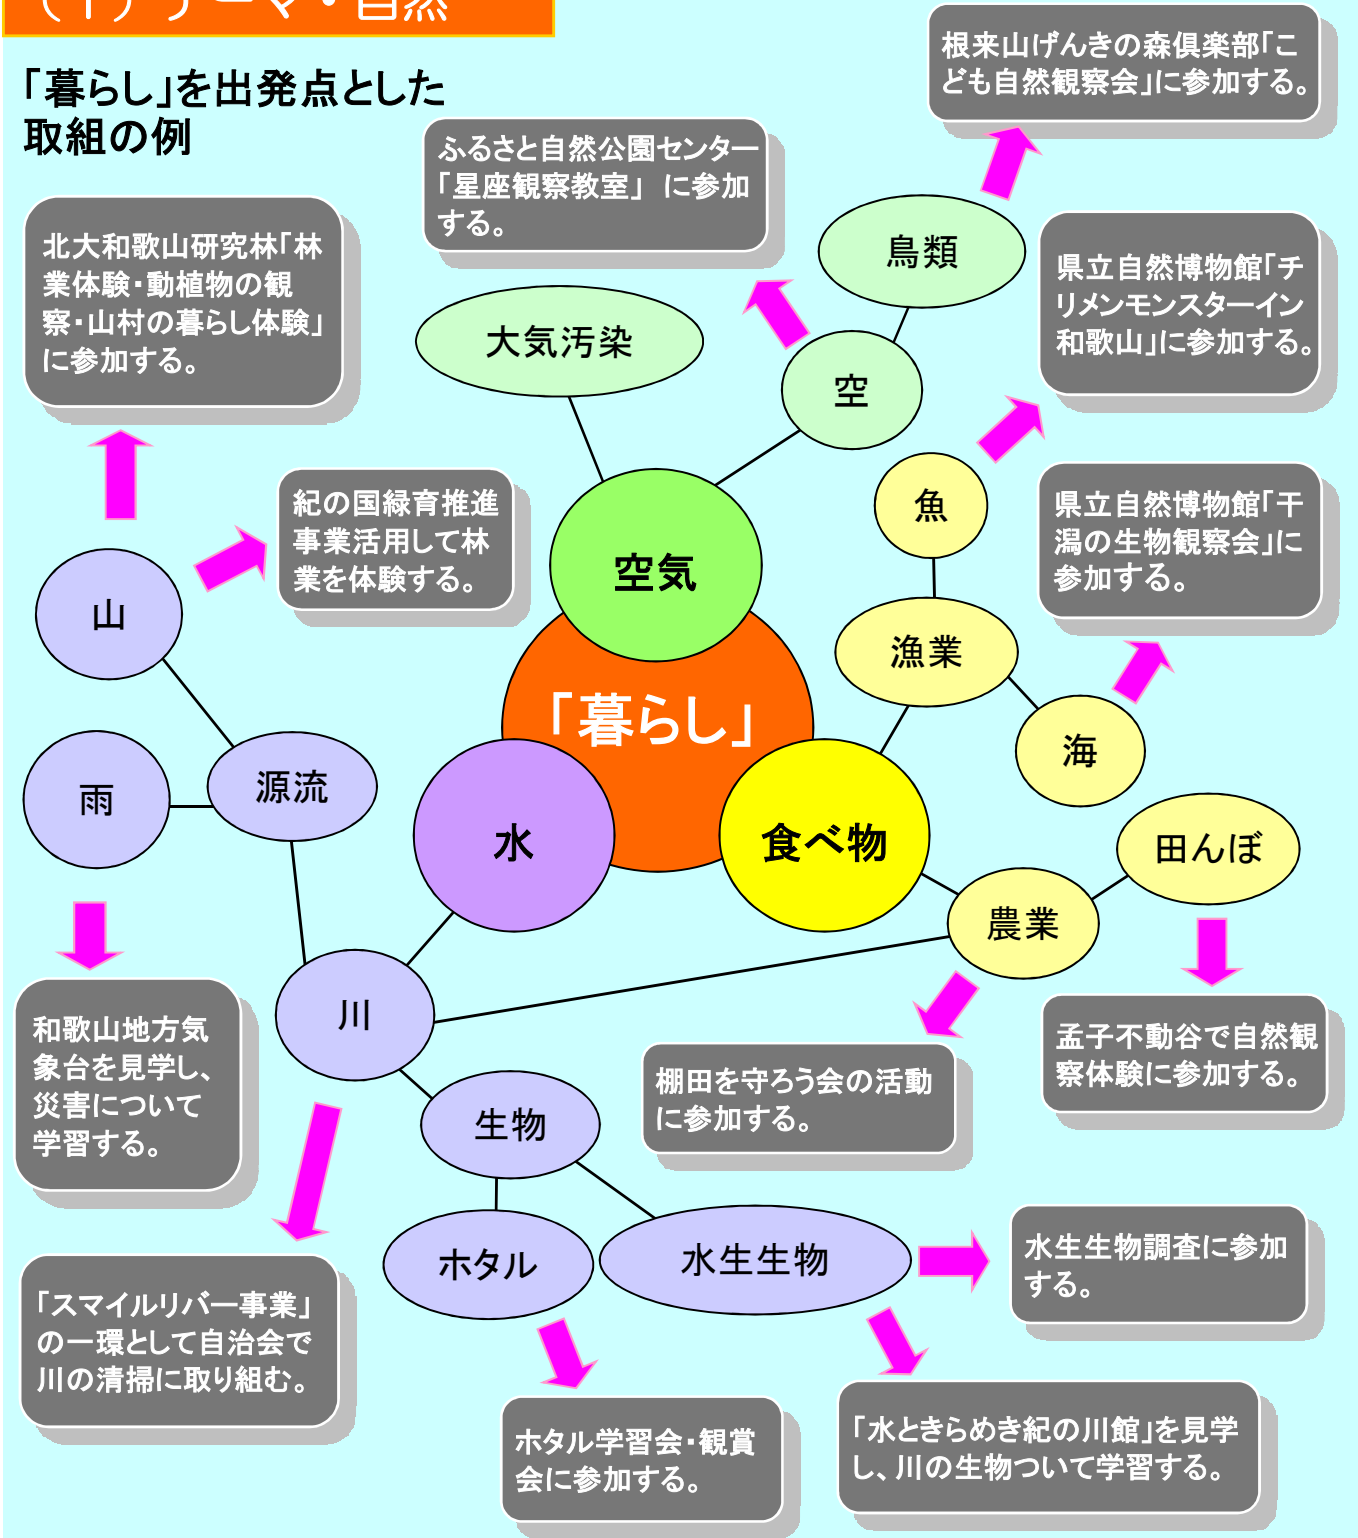 (1)テーマ・自然
「暮らし」を出発点とした
取組の例
根来山げんきの森倶楽部「こ
ども自然観察会」に参加する。
ふるさと自然公園センター
「星座観察教室」 に参加
する。
北大和歌山研究林「林
業体験・動植物の観
察・山村の暮らし体験」
に参加する。
鳥類
県立自然博物館「チ
リメンモンスターイン
和歌山」に参加する。
大気汚染
空
紀の国緑育推進
事業活用して林
業を体験する。
魚
県立自然博物館「干
潟の生物観察会」に
参加する。
空気
山
漁業
「暮らし」
海
源流
雨
水
食べ物
田んぼ
農業
川
和歌山地方気
象台を見学し、
災害について
学習する。
孟子不動谷で自然観
察体験に参加する。
棚田を守ろう会の活動
に参加する。
生物
ホタル
水生生物
水生生物調査に参加
する。
「スマイルリバー事業」
の一環として自治会で
川の清掃に取り組む。
ホタル学習会・観賞
会に参加する。
「水ときらめき紀の川館」を見学
し、川の生物ついて学習する。